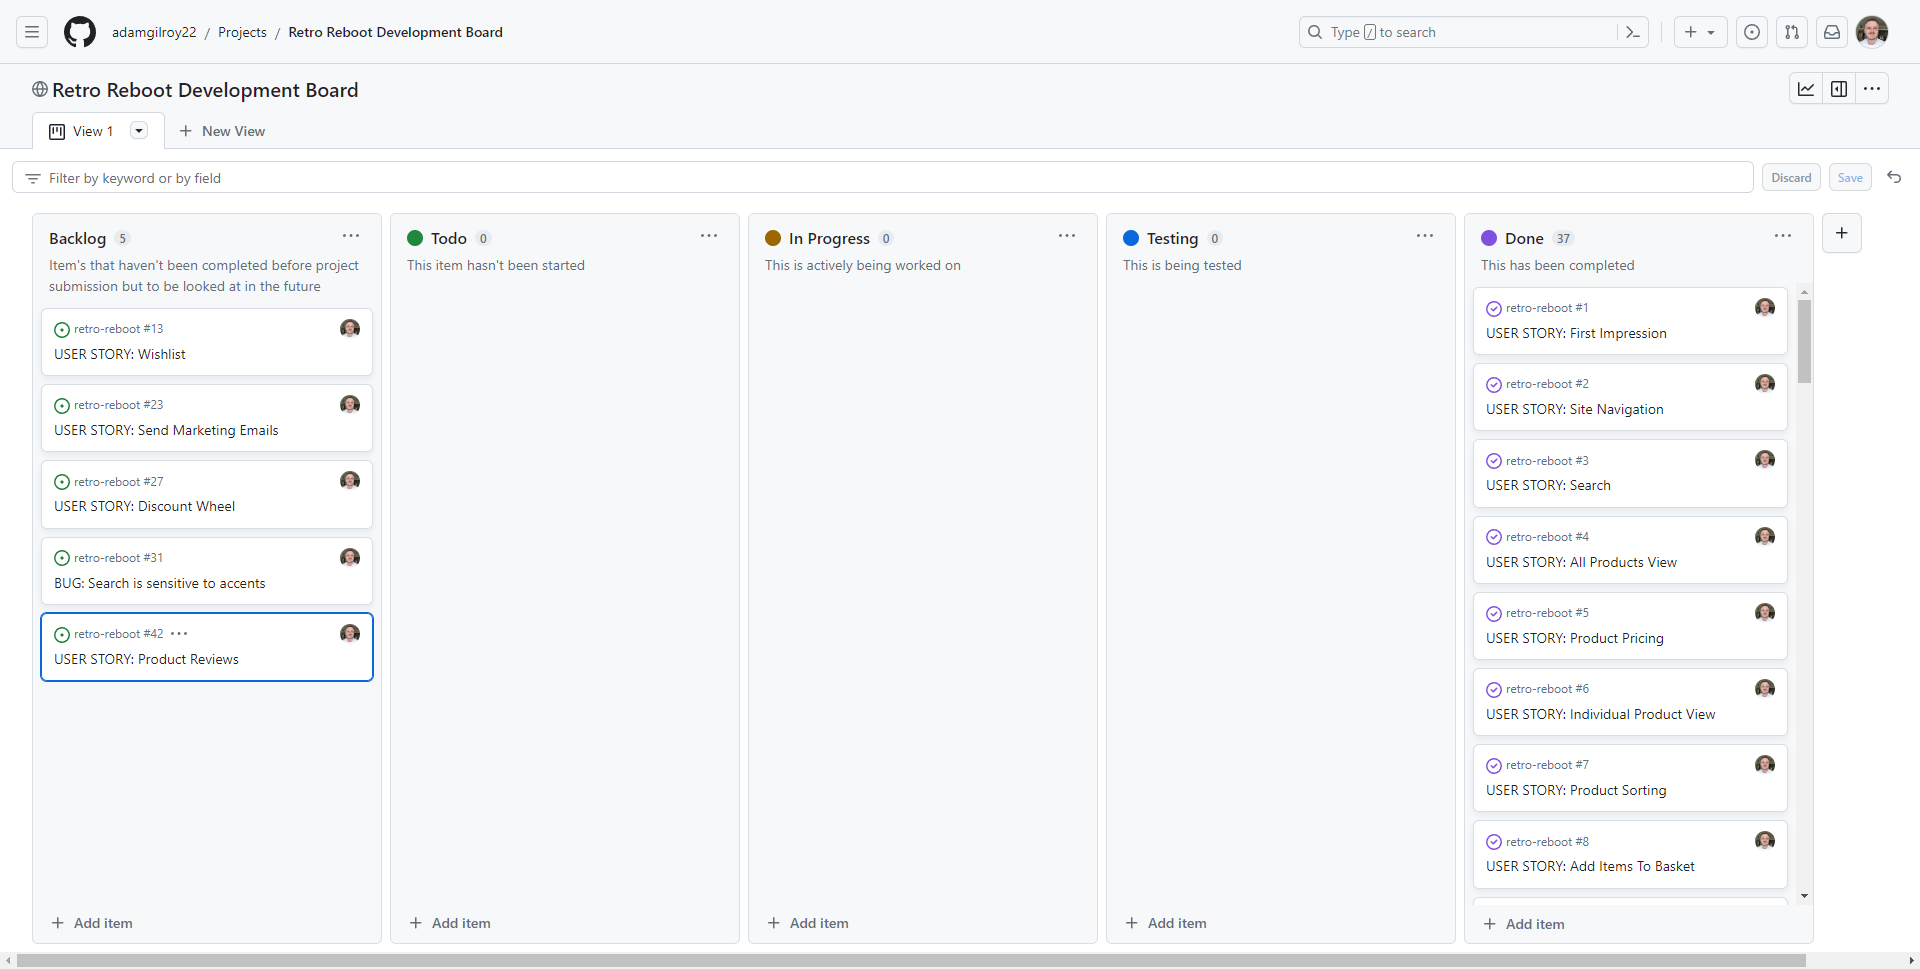 adamgilroy22 / Projects / Retro Reboot Development Board
Type / to search
Retro Reboot Development Board
View 1
New View
Filter by keyword or by field
Discard
Save
Backlog 5
Item's that haven't been completed before project
submission but to be looked at in the future
retro-reboot #13
USER STORY: Wishlist
retro-reboot #23
USER STORY: Send Marketing Emails
retro-reboot #27
USER STORY: Discount Wheel
retro-reboot #31
BUG: Search is sensitive to accents
retro-reboot #42
USER STORY: Product Reviews
Add item
Todo 0
This item hasn't been started
Add item
In Progress 0
This is actively being worked on
Add item
Testing 0
This is being tested
Add item
Done 37
This has been completed
retro-reboot #1
USER STORY: First Impression
retro-reboot #2
USER STORY: Site Navigation
retro-reboot #3
USER STORY: Search
retro-reboot #4
USER STORY: All Products View
retro-reboot #5
USER STORY: Product Pricing
retro-reboot #6
USER STORY: Individual Product View
retro-reboot #7
USER STORY: Product Sorting
retro-reboot #8
USER STORY: Add Items To Basket
Add item